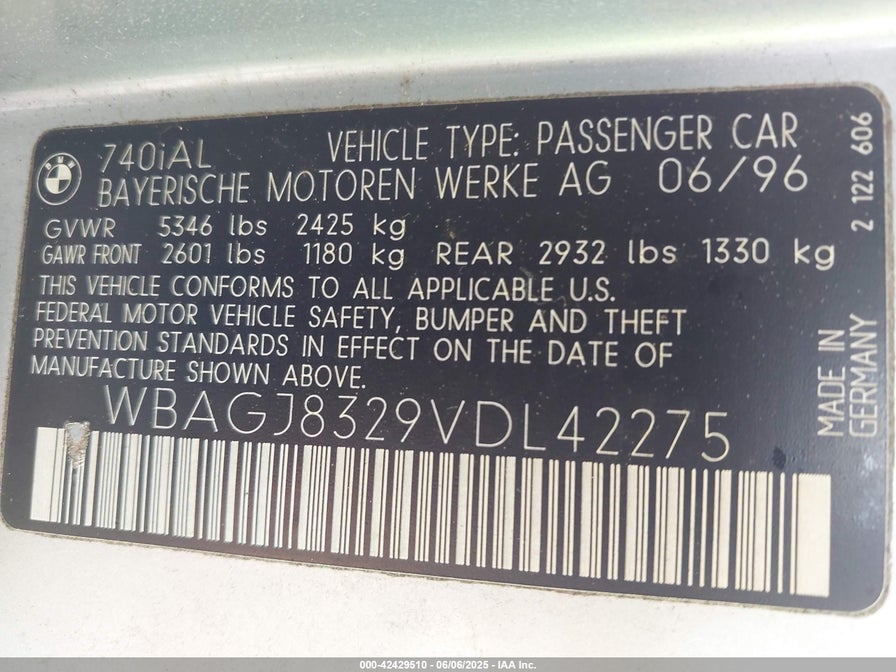 BMW
740iAL VEHICLE TYPE: PASSENGER CAR
BAYERISCHE MOTOREN WERKE AG 06/96
GVWR 5346 lbs 2425 kg
GAWR FRONT 2601 lbs 1180 kg REAR 2932 lbs 1330 kg
THIS VEHICLE CONFORMS TO ALL APPLICABLE U.S.
FEDERAL MOTOR VEHICLE SAFETY, BUMPER AND THEFT
PREVENTION STANDARDS IN EFFECT ON THE DATE OF
MANUFACTURE SHOWN ABOVE.
WBAGJ8329VDL42275
2 122 606
MADE IN
GERMANY
000-42429510 | 06/06/2025 - IAA Inc.